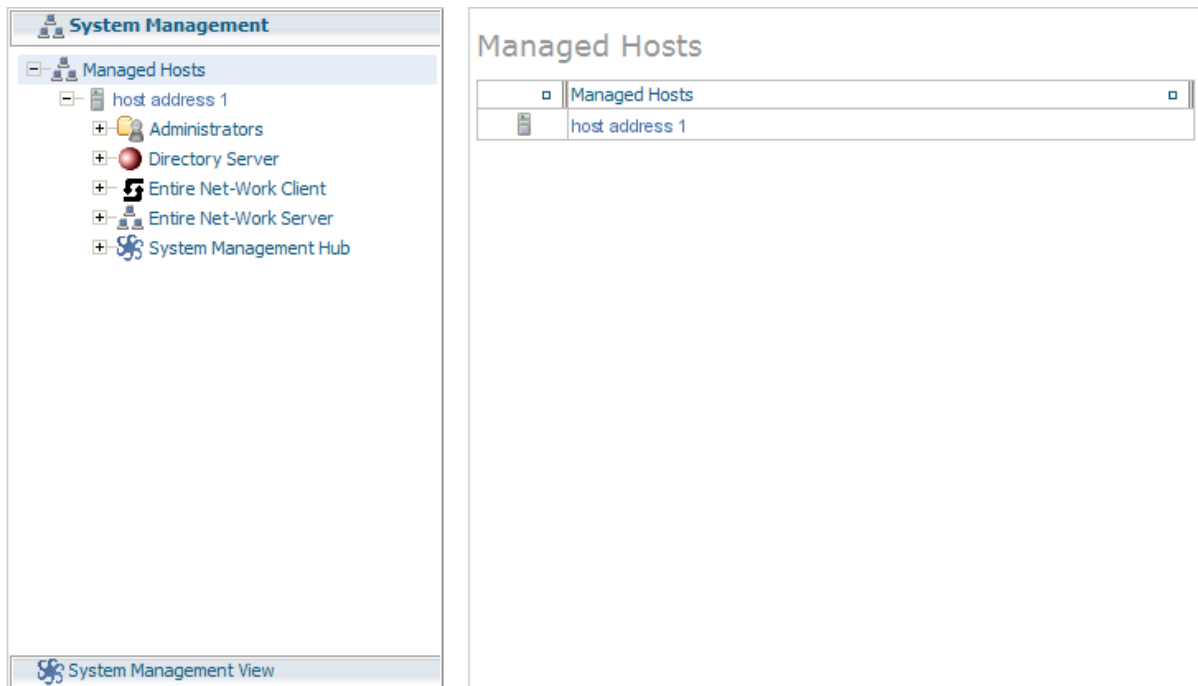 System Management
Managed Hosts
host address 1
Administrators
Directory Server
Entire Net-Work Client
Entire Net-Work Server
System Management Hub
System Management View
Managed Hosts
Managed Hosts
host address 1